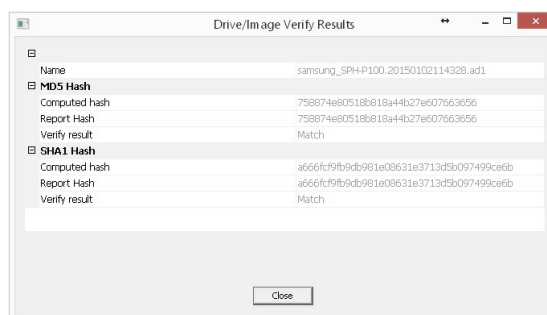 Drive/Image Verify Results
Name samsung_SPH-P100.20150102114328.ad1
MD5 Hash
Computed hash 758874e80518b818a44b27e607663656
Report Hash 758874e80518b818a44b27e607663656
Verify result Match
SHA1 Hash
Computed hash a666fcf9fb9db981e08631e3713d5b097499ce6b
Report Hash a666fcf9fb9db981e08631e3713d5b097499ce6b
Verify result Match
Close